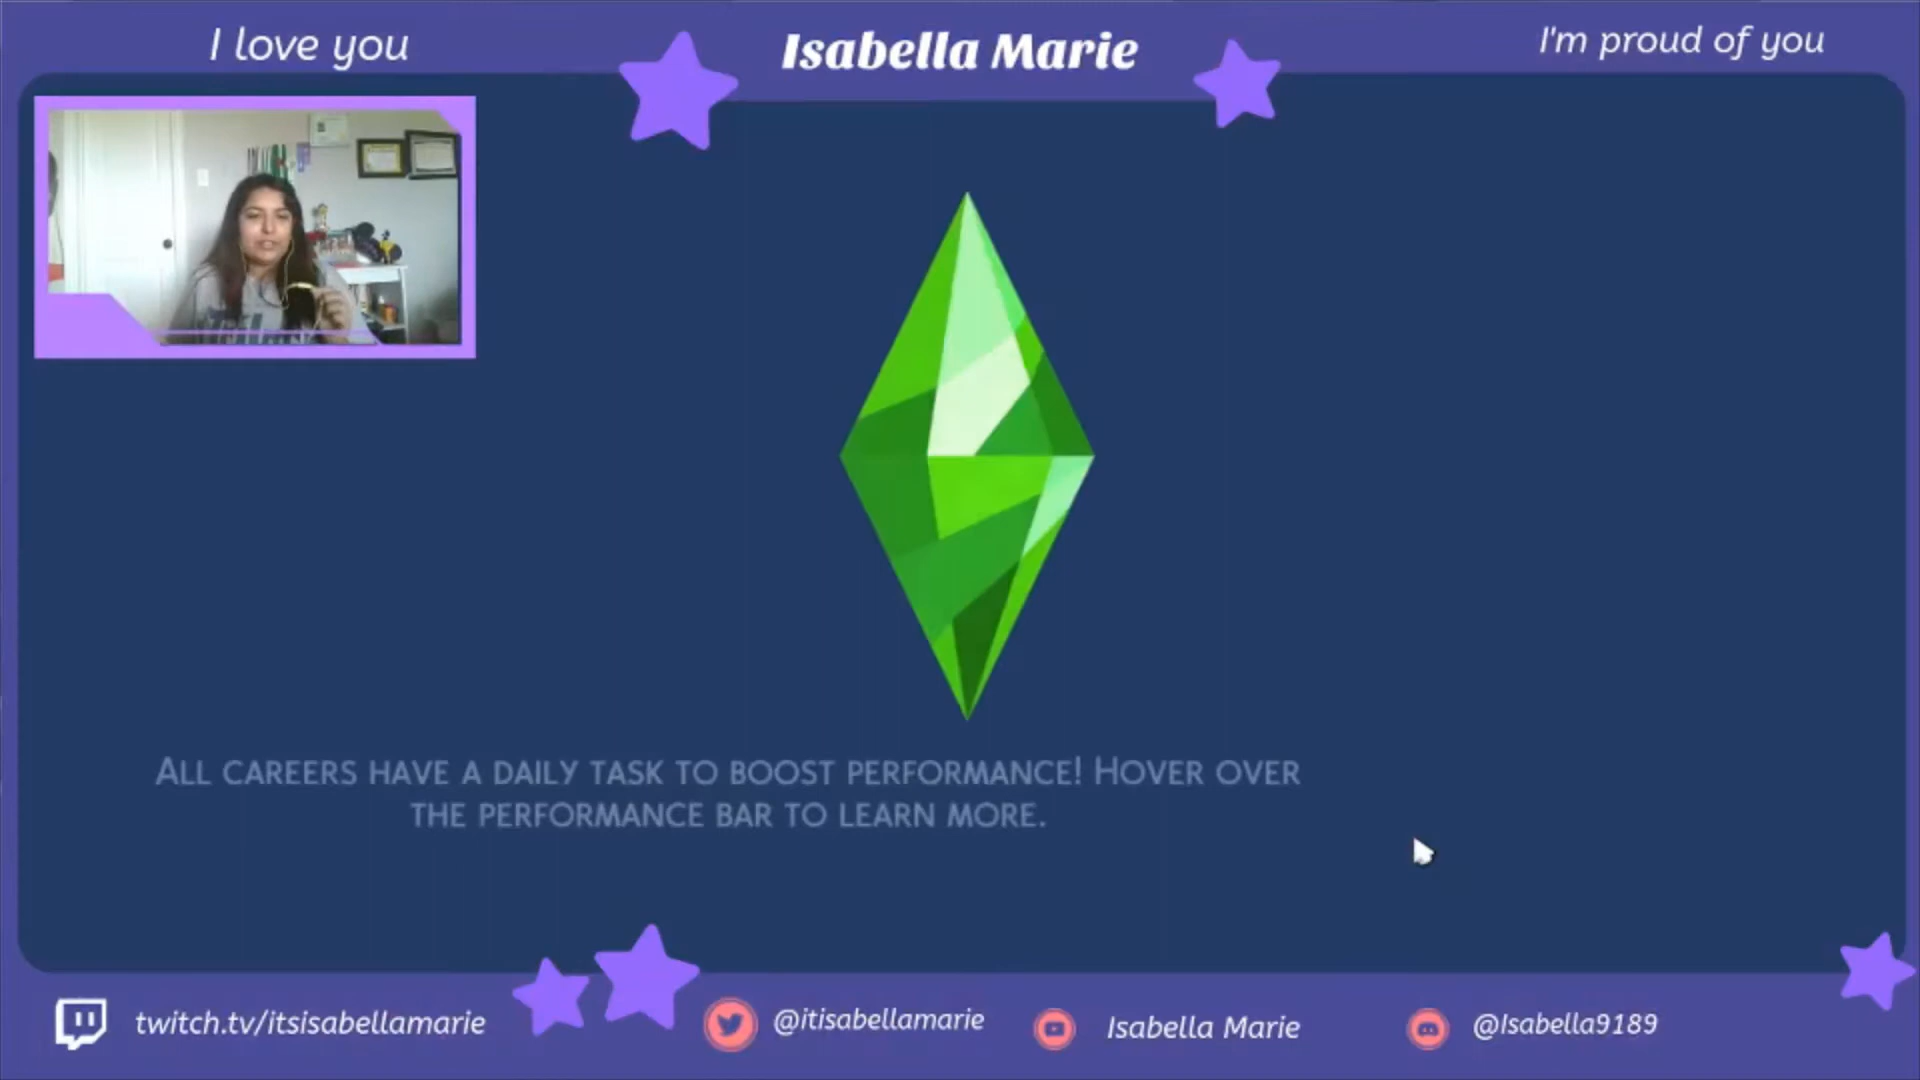 I love you
Isabella Marie
I'm proud of you
ALL CAREERS HAVE A DAILY TASK TO BOOST PERFORMANCE! HOVER OVER
THE PERFORMANCE BAR TO LEARN MORE.
twitch.tv/itsisabellamarie
@itisabellamarie
Isabella Marie
@Isabella9189